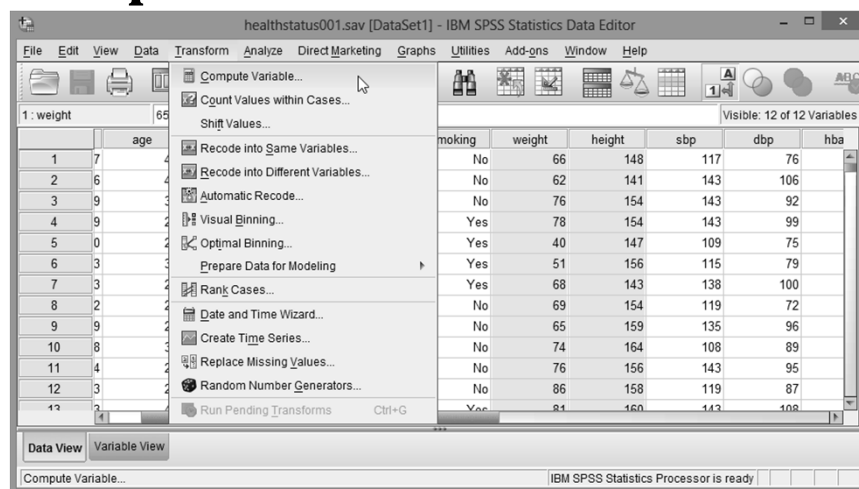 healthstatus001.sav [DataSet1] - IBM SPSS Statistics Data Editor
File Edit View Data Transform Analyze Direct Marketing Graphs Utilities Add-ons Window Help
1 : weight 65 Visible: 12 of 12 Variables
Compute Variable...
Count Values within Cases...
Shift Values...
Recode into Same Variables...
Recode into Different Variables...
Automatic Recode...
Visual Binning...
Optimal Binning...
Prepare Data for Modeling
Rank Cases...
Date and Time Wizard...
Create Time Series...
Replace Missing Values...
Random Number Generators...
Run Pending Transforms Ctrl+G
age moking weight height sbp dbp hba
1 7 No 66 148 117 76
2 6 No 62 141 143 106
3 9 No 76 154 143 92
4 9 Yes 78 154 143 99
5 0 Yes 40 147 109 75
6 3 Yes 51 156 115 79
7 3 Yes 68 143 138 100
8 2 No 69 154 119 72
9 9 No 65 159 135 96
10 8 No 74 164 108 89
11 4 No 76 156 143 95
12 3 No 86 158 119 87
13 3 Yes 81 160 143 108
Data View Variable View
Compute Variable... IBM SPSS Statistics Processor is ready